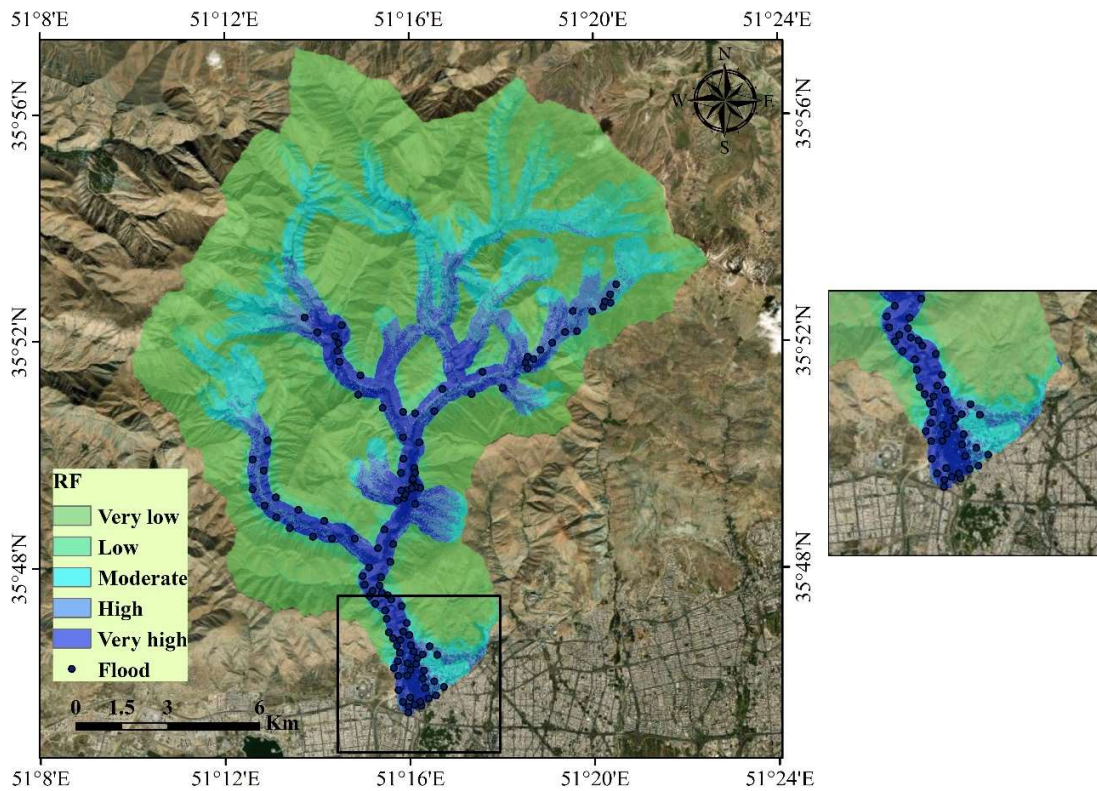 51°8'E 51°12'E 51°16'E 51°20'E 51°24'E
N
W E
S
35°56'N 35°56'N
35°52'N 35°52'N
35°48'N 35°48'N
RF
Very low
Low
Moderate
High
Very high
Flood
0 1.5 3 6
Km
51°8'E 51°12'E 51°16'E 51°20'E 51°24'E